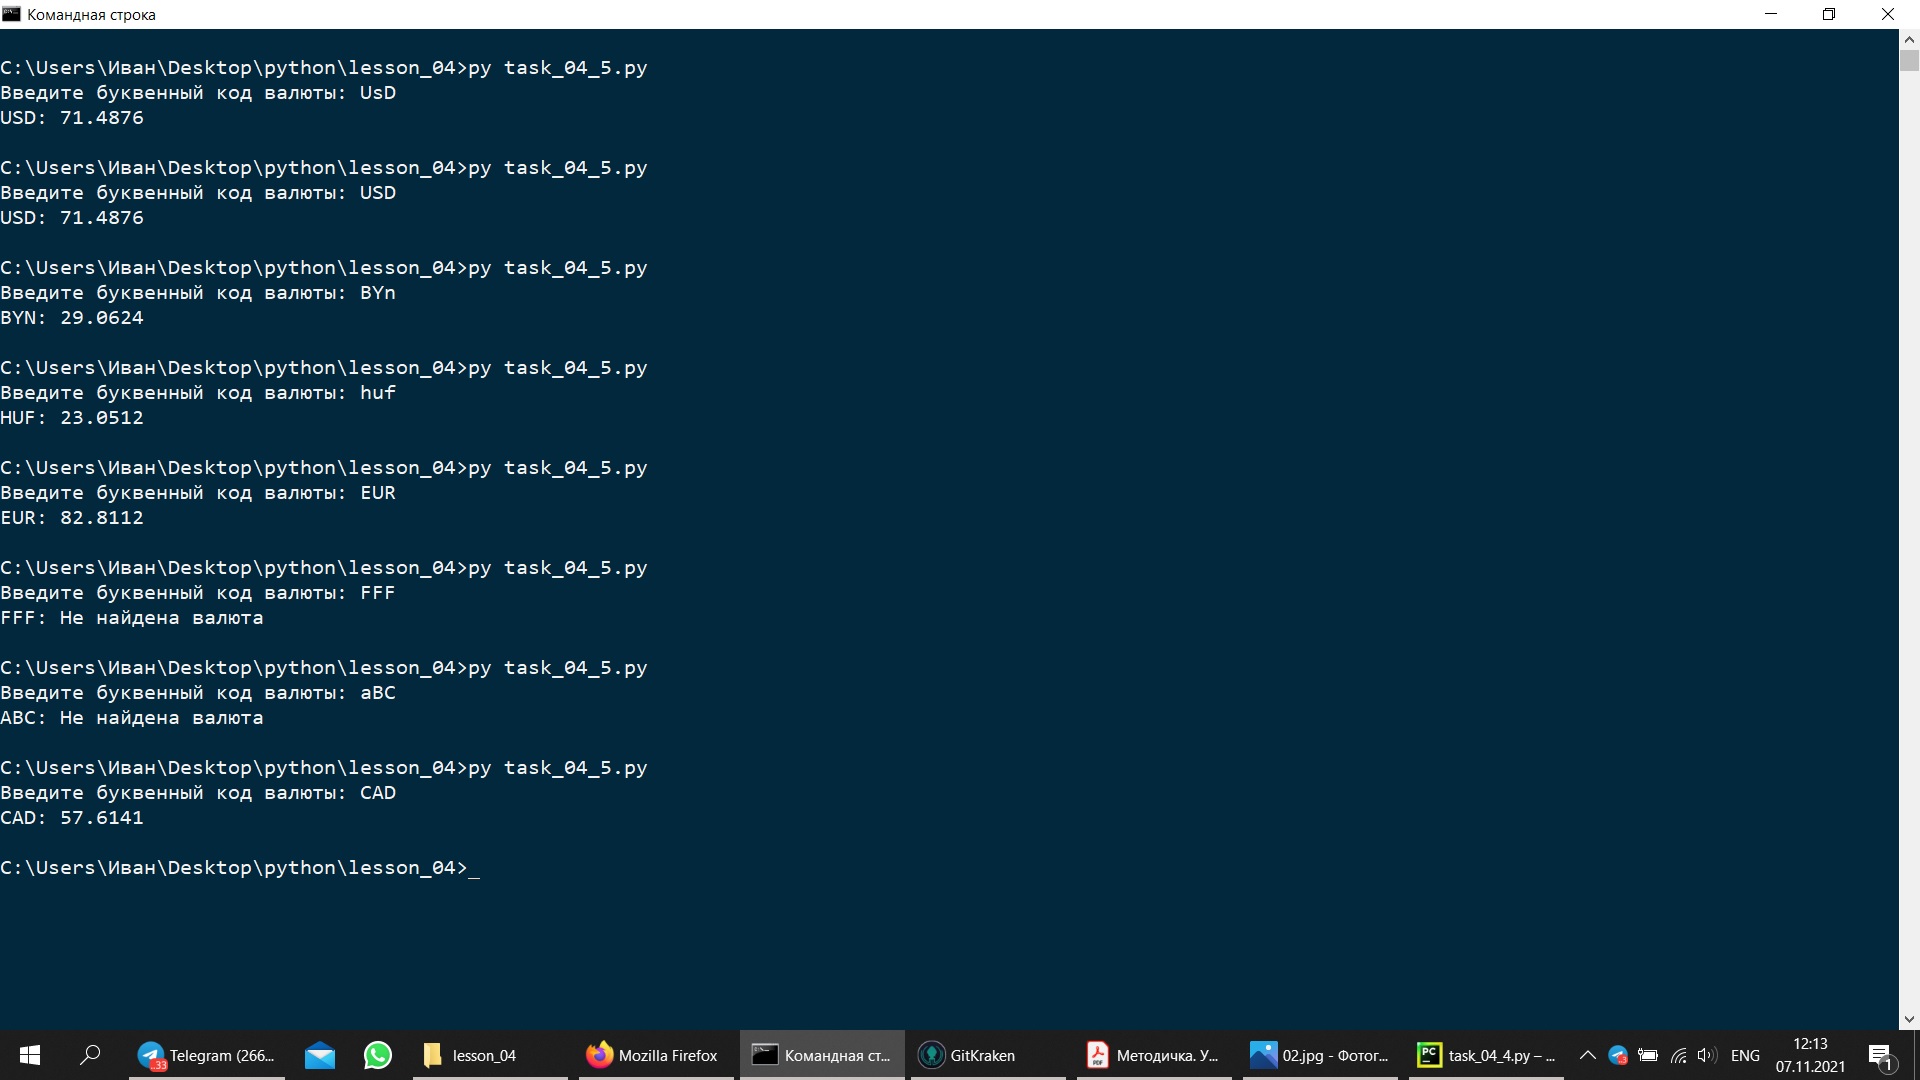 Командная строка
C:\Users\Иван\Desktop\python\lesson_04>py task_04_5.py
Введите буквенный код валюты: UsD
USD: 71.4876
C:\Users\Иван\Desktop\python\lesson_04>py task_04_5.py
Введите буквенный код валюты: USD
USD: 71.4876
C:\Users\Иван\Desktop\python\lesson_04>py task_04_5.py
Введите буквенный код валюты: BYn
BYN: 29.0624
C:\Users\Иван\Desktop\python\lesson_04>py task_04_5.py
Введите буквенный код валюты: huf
HUF: 23.0512
C:\Users\Иван\Desktop\python\lesson_04>py task_04_5.py
Введите буквенный код валюты: EUR
EUR: 82.8112
C:\Users\Иван\Desktop\python\lesson_04>py task_04_5.py
Введите буквенный код валюты: FFF
FFF: Не найдена валюта
C:\Users\Иван\Desktop\python\lesson_04>py task_04_5.py
Введите буквенный код валюты: aBC
ABC: Не найдена валюта
C:\Users\Иван\Desktop\python\lesson_04>py task_04_5.py
Введите буквенный код валюты: CAD
CAD: 57.6141
C:\Users\Иван\Desktop\python\lesson_04>_
Telegram (266... lesson_04 Mozilla Firefox Командная ст... GitKraken Методичка. У... 02.jpg - Фотог... PC task_04_4.py – ... ENG 12:13
07.11.2021 1